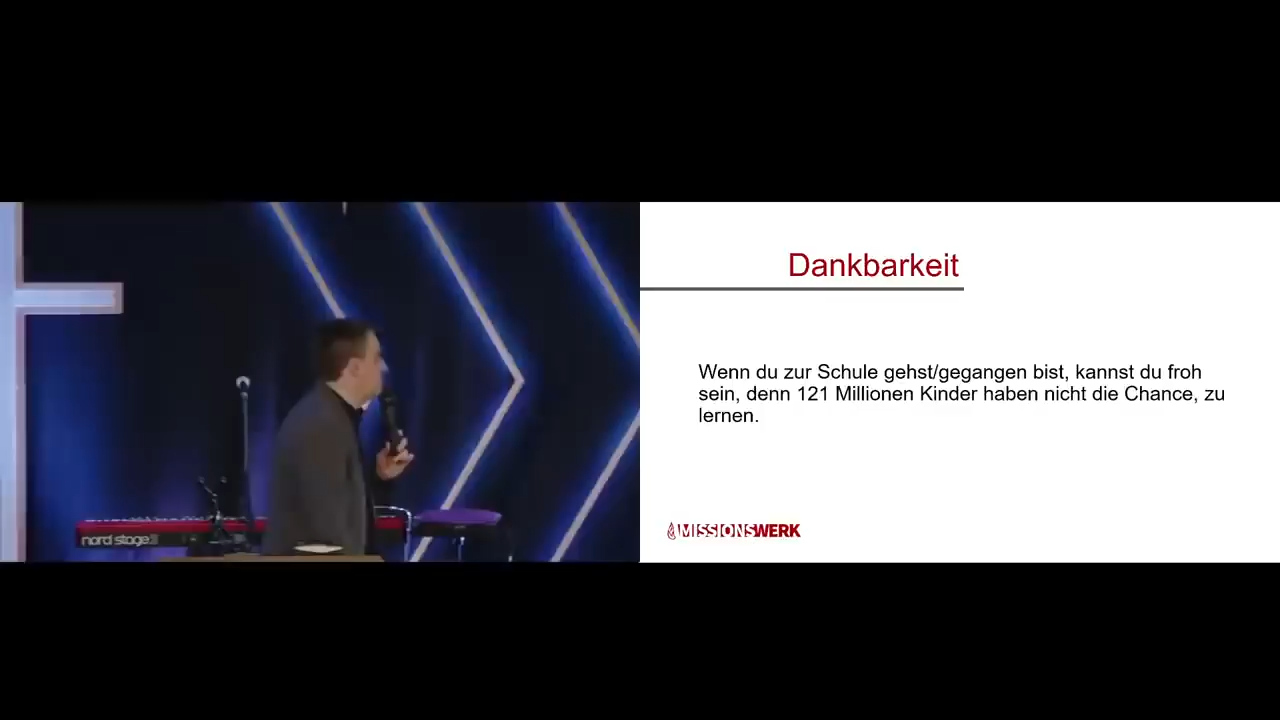 Dankbarkeit
Wenn du zur Schule gehst/gegangen bist, kannst du froh
sein, denn 121 Millionen Kinder haben nicht die Chance, zu
lernen.
MISSIONSWERK
nord stage